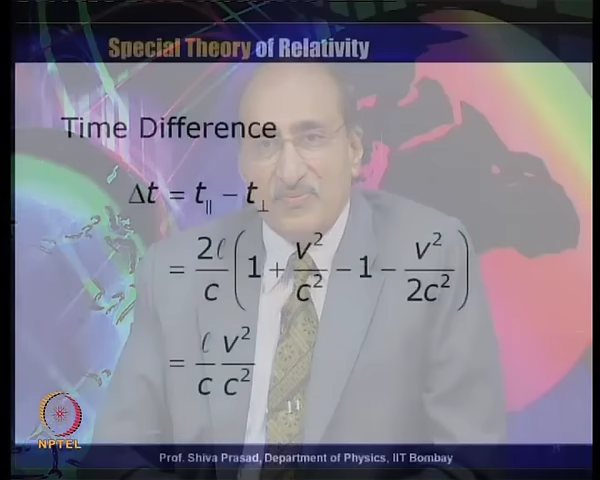 Special Theory of Relativity
Time Difference
Δt = t∥ − t⊥
= 2ℓ/c (1 + v²/c² − 1 − v²/2c²)
= ℓ/c v²/c²
11
NPTEL
Prof. Shiva Prasad, Department of Physics, IIT Bombay